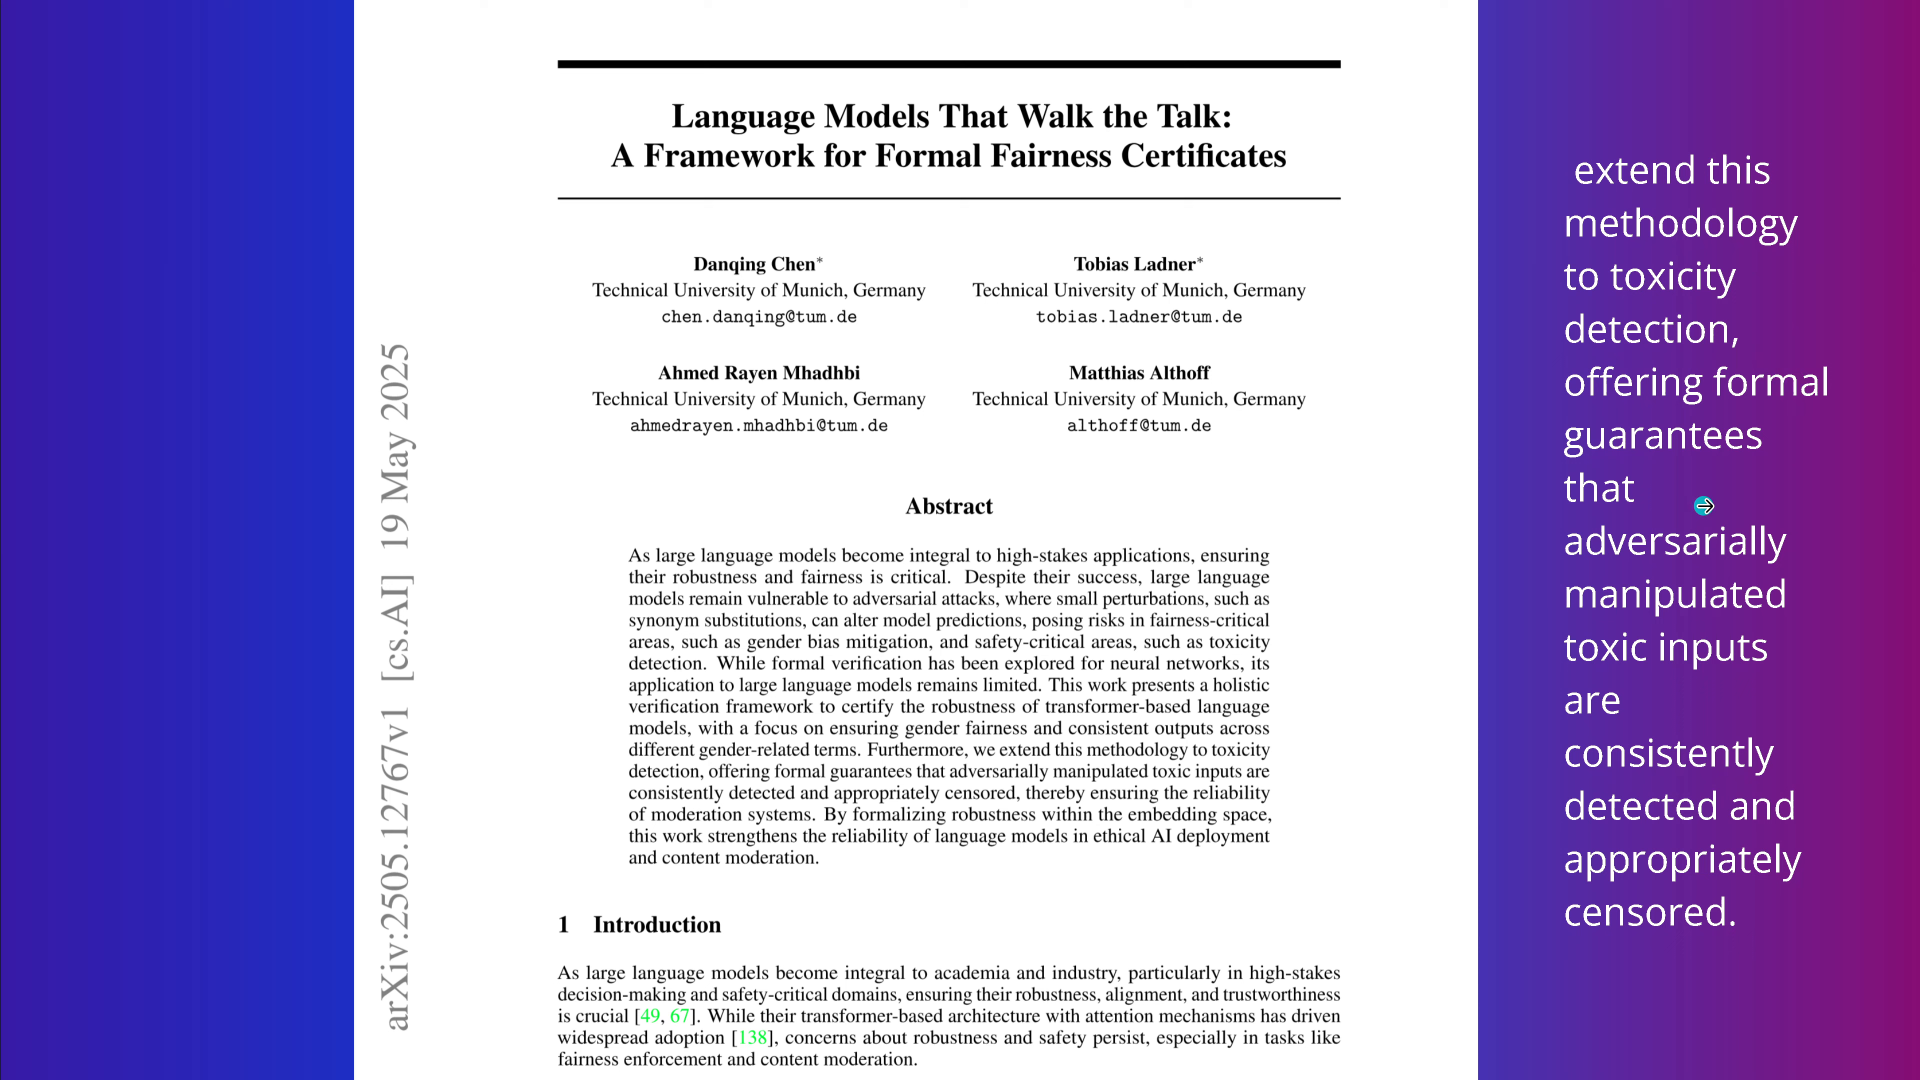 Language Models That Walk the Talk:
A Framework for Formal Fairness Certificates
Danqing Chen*
Technical University of Munich, Germany
chen.danqing@tum.de
Tobias Ladner*
Technical University of Munich, Germany
tobias.ladner@tum.de
Ahmed Rayen Mhadhbi
Technical University of Munich, Germany
ahmedrayen.mhadhbi@tum.de
Matthias Althoff
Technical University of Munich, Germany
althoff@tum.de
arXiv:2505.12767v1 [cs.AI] 19 May 2025
Abstract
As large language models become integral to high-stakes applications, ensuring
their robustness and fairness is critical. Despite their success, large language
models remain vulnerable to adversarial attacks, where small perturbations, such as
synonym substitutions, can alter model predictions, posing risks in fairness-critical
areas, such as gender bias mitigation, and safety-critical areas, such as toxicity
detection. While formal verification has been explored for neural networks, its
application to large language models remains limited. This work presents a holistic
verification framework to certify the robustness of transformer-based language
models, with a focus on ensuring gender fairness and consistent outputs across
different gender-related terms. Furthermore, we extend this methodology to toxicity
detection, offering formal guarantees that adversarially manipulated toxic inputs are
consistently detected and appropriately censored, thereby ensuring the reliability
of moderation systems. By formalizing robustness within the embedding space,
this work strengthens the reliability of language models in ethical AI deployment
and content moderation.
1 Introduction
As large language models become integral to academia and industry, particularly in high-stakes
decision-making and safety-critical domains, ensuring their robustness, alignment, and trustworthiness
is crucial [49, 67]. While their transformer-based architecture with attention mechanisms has driven
widespread adoption [138], concerns about robustness and safety persist, especially in tasks like
fairness enforcement and content moderation.
extend this
methodology
to toxicity
detection,
offering formal
guarantees
that
adversarially
manipulated
toxic inputs
are
consistently
detected and
appropriately
censored.